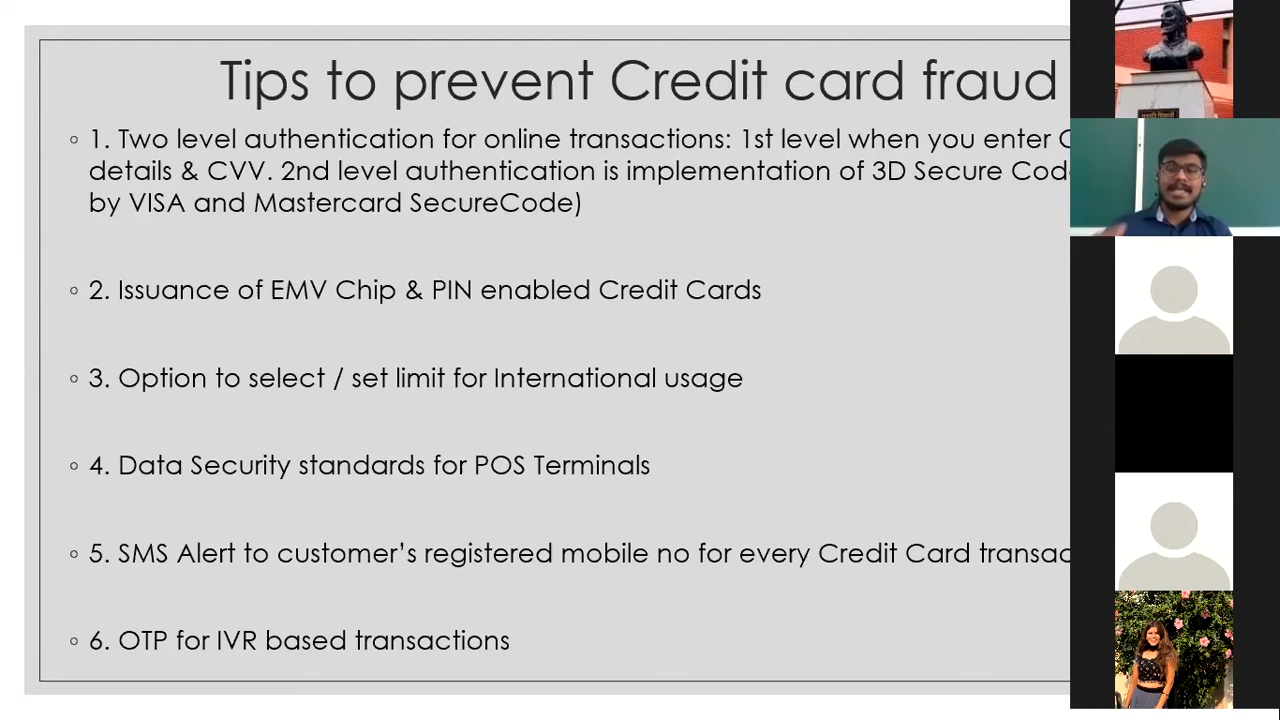 Tips to prevent Credit card fraud
◦ 1. Two level authentication for online transactions: 1st level when you enter
details & CVV. 2nd level authentication is implementation of 3D Secure Cod
by VISA and Mastercard SecureCode)
◦ 2. Issuance of EMV Chip & PIN enabled Credit Cards
◦ 3. Option to select / set limit for International usage
◦ 4. Data Security standards for POS Terminals
◦ 5. SMS Alert to customer’s registered mobile no for every Credit Card transac
◦ 6. OTP for IVR based transactions